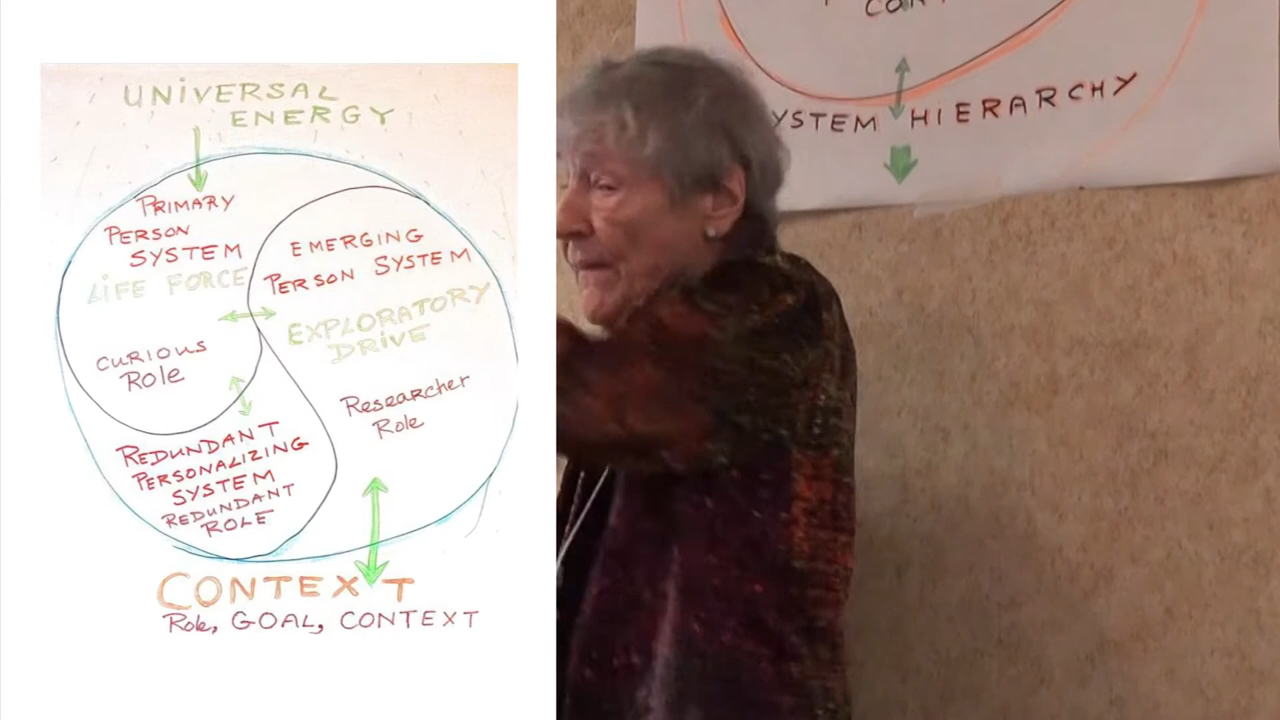 UNIVERSAL
ENERGY
PRIMARY
PERSON
SYSTEM
LIFE FORCE
CURIOUS
Role
EMERGING
PERSON SYSTEM
EXPLORATORY
DRIVE
Researcher
Role
REDUNDANT
PERSONALIZING
SYSTEM
REDUNDANT
ROLE
CONTEXT
Role, GOAL, CONTEXT
YSTEM HIERARCHY